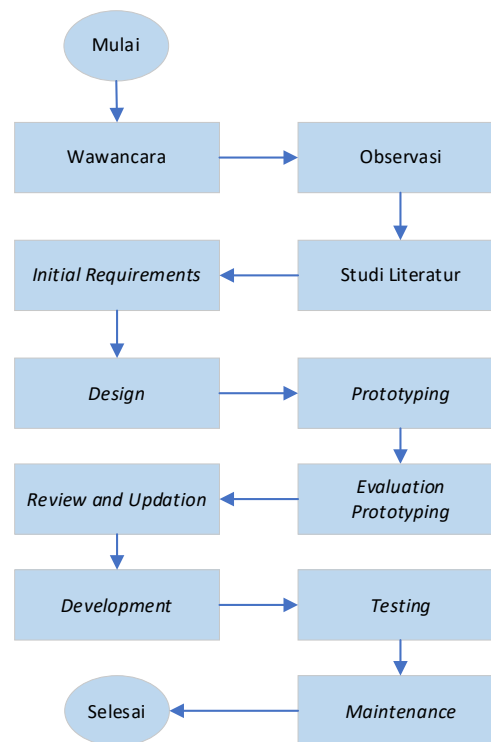 Mulai
Wawancara
Observasi
Studi Literatur
Initial Requirements
Design
Prototyping
Evaluation
Prototyping
Review and Updation
Development
Testing
Maintenance
Selesai